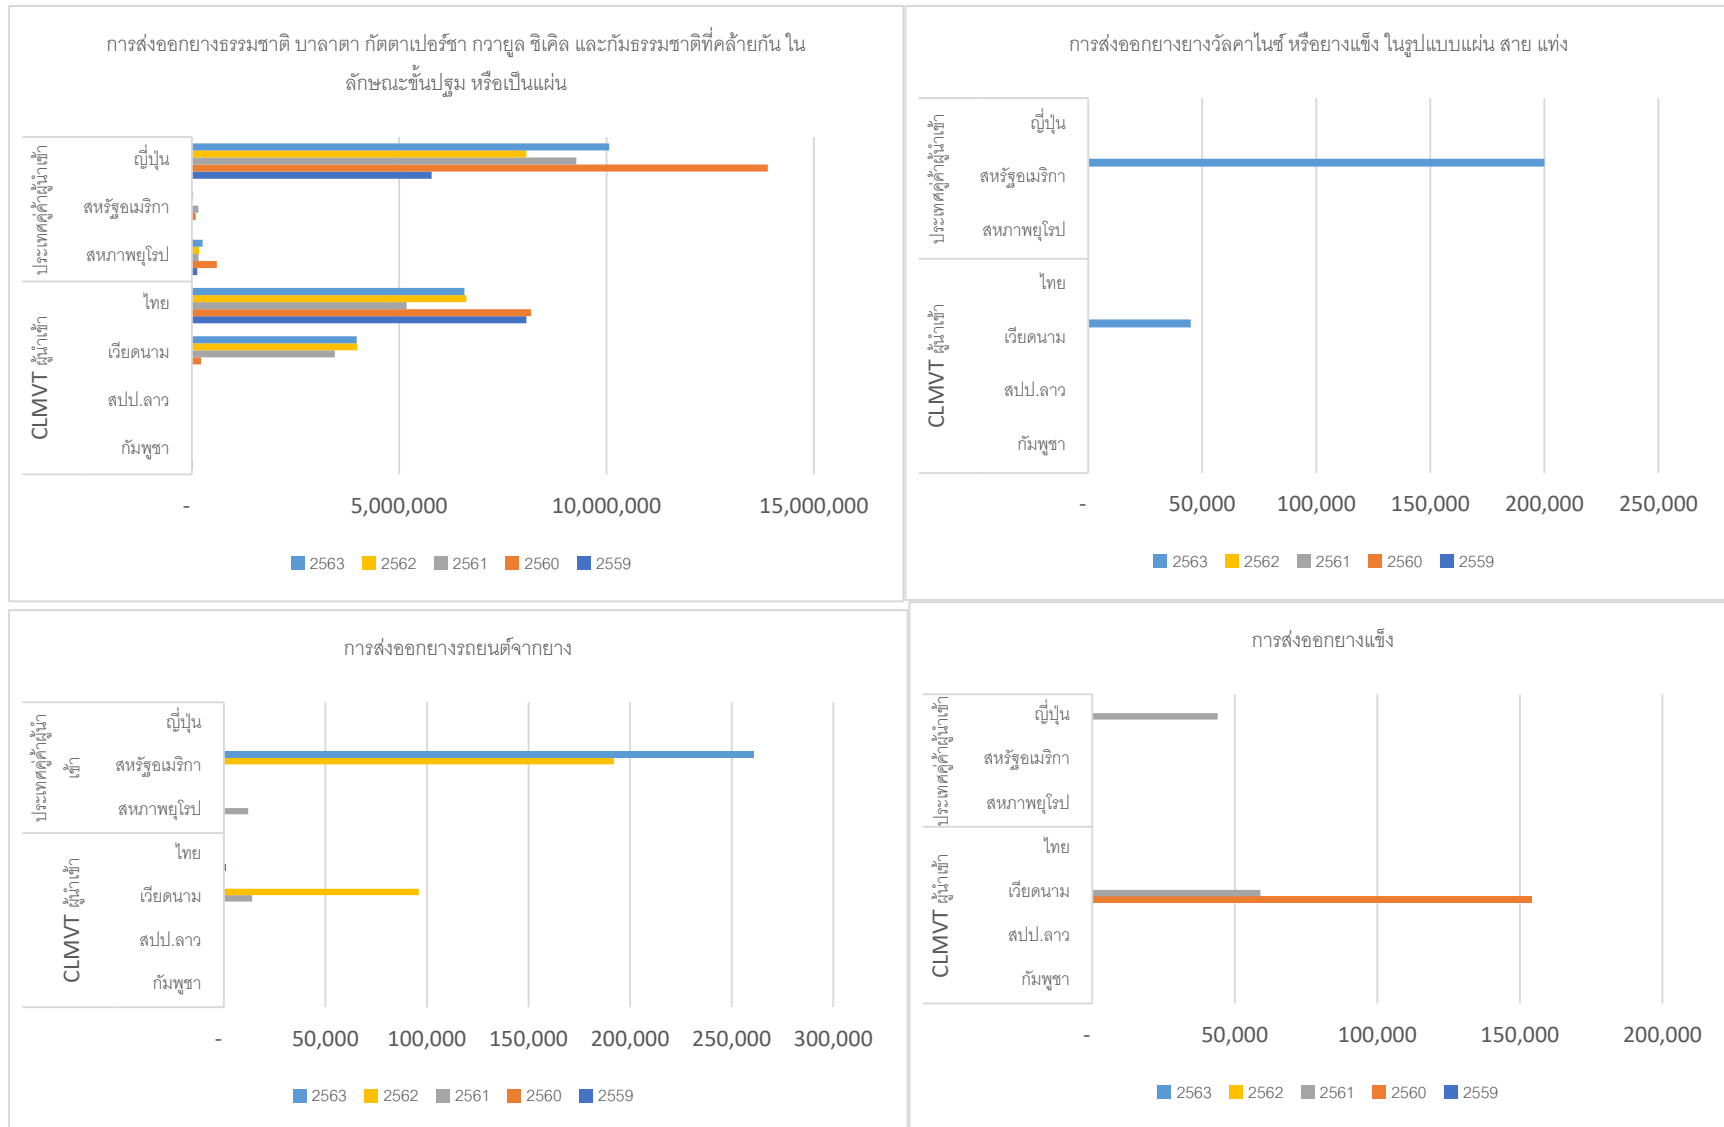 การส่งออกยางธรรมชาติ บาลาตา กัตตาเปอร์ชา กวายูล ชิเคิล และกัมธรรมชาติที่คล้ายกัน ใน
ลักษณะขั้นปฐม หรือเป็นแผ่น
ประเทศคู่ค้าผู้นำเข้า
ญี่ปุ่น
สหรัฐอเมริกา
สหภาพยุโรป
CLMVT ผู้นำเข้า
ไทย
เวียดนาม
สปป.ลาว
กัมพูชา
- 5,000,000 10,000,000 15,000,000
2563 2562 2561 2560 2559
การส่งออกยางยางวัลคาไนซ์ หรือยางแข็ง ในรูปแบบแผ่น สาย แท่ง
ประเทศคู่ค้าผู้นำเข้า
ญี่ปุ่น
สหรัฐอเมริกา
สหภาพยุโรป
CLMVT ผู้นำเข้า
ไทย
เวียดนาม
สปป.ลาว
กัมพูชา
- 50,000 100,000 150,000 200,000 250,000
2563 2562 2561 2560 2559
การส่งออกยางรถยนต์จากยาง
ประเทศคู่ค้าผู้นำ
เข้า
ญี่ปุ่น
สหรัฐอเมริกา
สหภาพยุโรป
CLMVT ผู้นำเข้า
ไทย
เวียดนาม
สปป.ลาว
กัมพูชา
- 50,000 100,000 150,000 200,000 250,000 300,000
2563 2562 2561 2560 2559
การส่งออกยางแข็ง
ประเทศคู่ค้าผู้นำเข้า
ญี่ปุ่น
สหรัฐอเมริกา
สหภาพยุโรป
CLMVT ผู้นำเข้า
ไทย
เวียดนาม
สปป.ลาว
กัมพูชา
- 50,000 100,000 150,000 200,000
2563 2562 2561 2560 2559